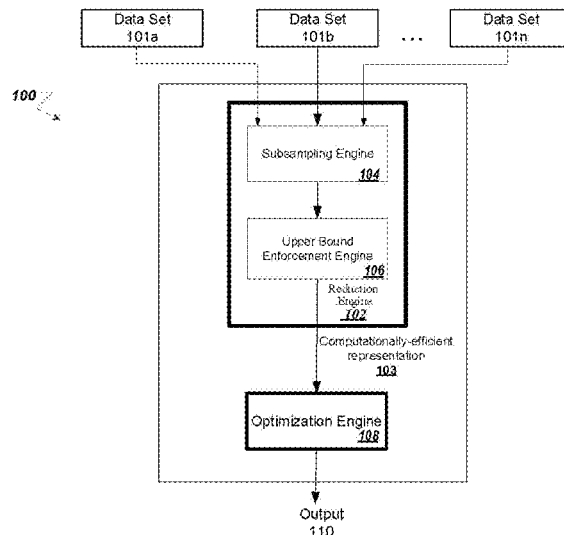 Data Set
101a
Data Set
101b
...
Data Set
101n
100
Subsampling Engine
104
Upper Bound
Enforcement Engine
106
Reduction
Engine
102
Computationally-efficient
representation
103
Optimization Engine
108
Output
110